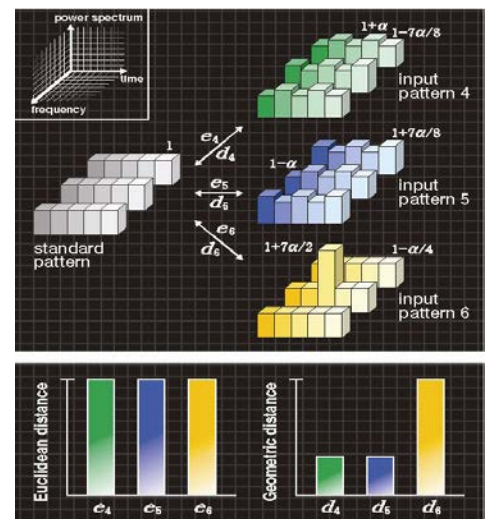 power spectrum
time
frequency
1+α
1−7α/8
input
pattern 4
1
e4
d4
1−α
1+7α/8
e5
d6
input
pattern 5
standard
pattern
e6
d6
1+7α/2
1−α/4
input
pattern 6
Euclidean distance
e4 e5 e6
Geometric distance
d4 d5 d6